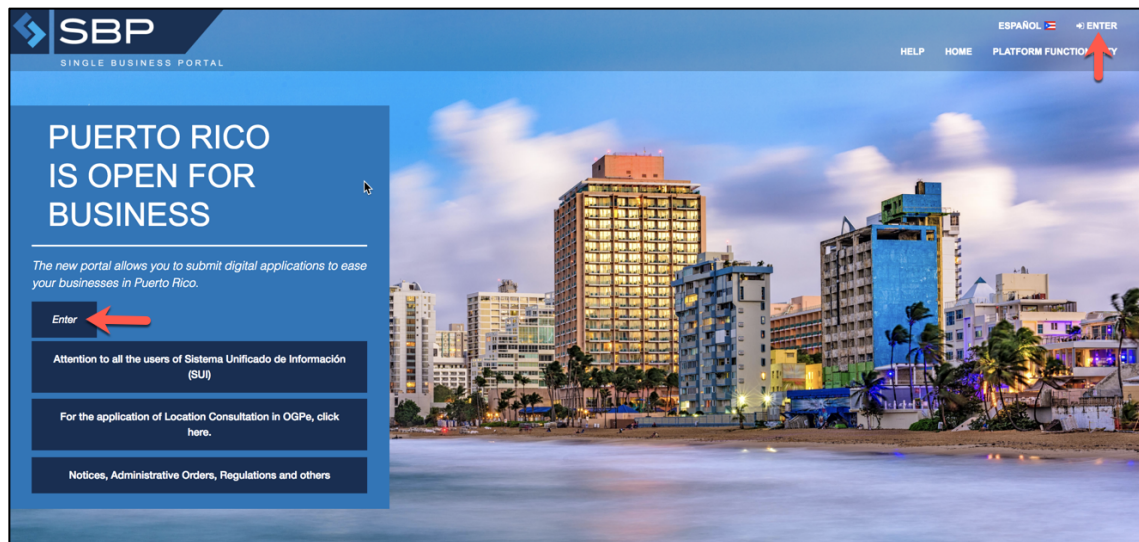 SBP
SINGLE BUSINESS PORTAL
ESPAÑOL ENTER
HELP HOME PLATFORM
PUERTO RICO
IS OPEN FOR
BUSINESS
The new portal allows you to submit digital applications to ease
your businesses in Puerto Rico.
Enter
Attention to all the users of Sistema Unificado de Información
(SUI)
For the application of Location Consultation in OGPe, click
here.
Notices, Administrative Orders, Regulations and others